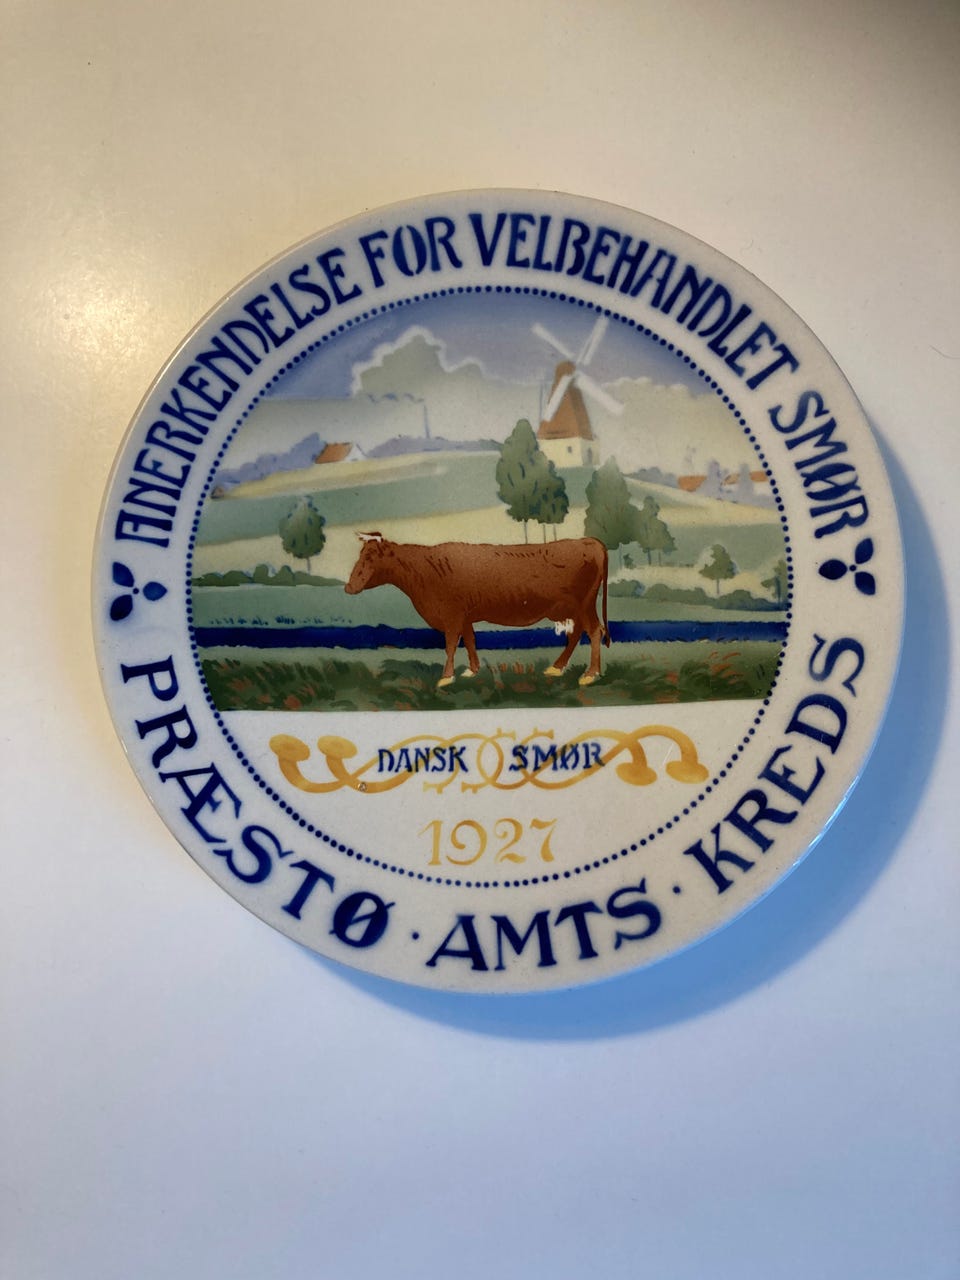 ANERKENDELSE FOR VELBEHANDLET SMØR
DANSK SMØR
1927
PRÆSTØ · AMTS · KREDS